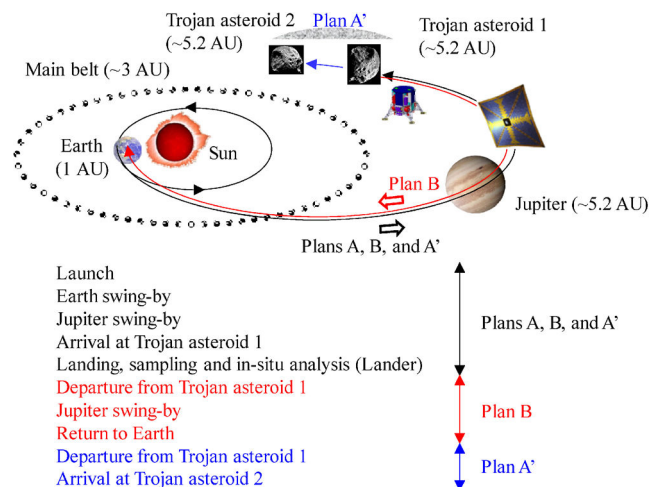 Trojan asteroid 2
(~5.2 AU)
Plan A’
Trojan asteroid 1
(~5.2 AU)
Main belt (~3 AU)
Earth
(1 AU)
Sun
Plan B
Jupiter (~5.2 AU)
Plans A, B, and A’
Launch
Earth swing-by
Jupiter swing-by
Arrival at Trojan asteroid 1
Landing, sampling and in-situ analysis (Lander)
Plans A, B, and A’
Departure from Trojan asteroid 1
Jupiter swing-by
Return to Earth
Plan B
Departure from Trojan asteroid 1
Arrival at Trojan asteroid 2
Plan A’